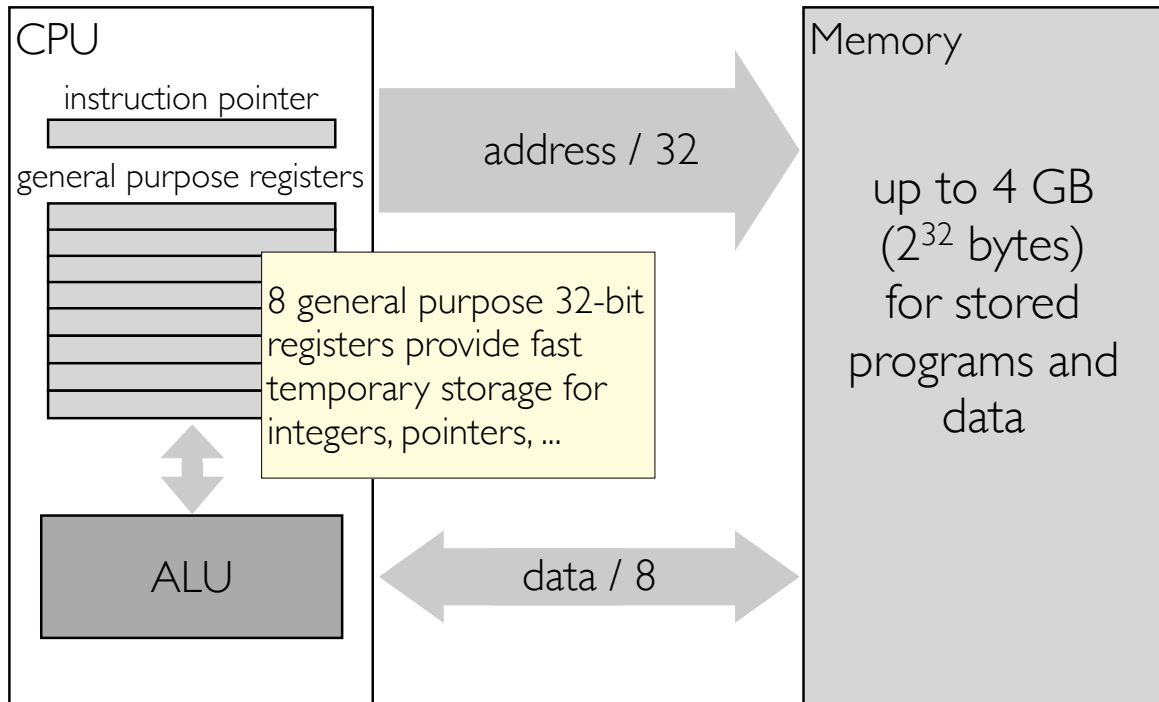 CPU
instruction pointer
general purpose registers
8 general purpose 32-bit
registers provide fast
temporary storage for
integers, pointers, ...
ALU
address / 32
data / 8
Memory
up to 4 GB
(2³² bytes)
for stored
programs and
data